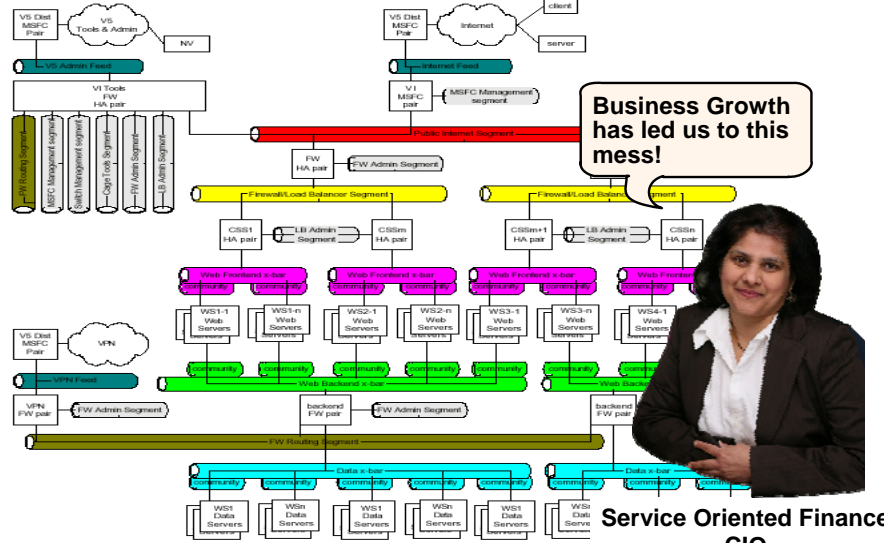 V5 Dist
MSFC
Pair
V5
Tools & Admin
NV
V5 Admin Feed
VI Tools
FW
HA pair
FW Routing Segment
MSFC Management segment
Switch Management segment
Cage Tools Segment
FW Admin Segment
LB Admin Segment
V5 Dist
MSFC
Pair
Internet
client
server
Internet Feed
VI
MSFC
pair
MSFC Management
segment
Business Growth
has led us to this
mess!
Public Internet Segment
FW
HA pair
FW Admin Segment
Firewall/Load Balancer Segment
Firewall/Load Balancer Segment
CSS1
HA pair
LB Admin
Segment
CSSm
HA pair
CSSm+1
HA pair
LB Admin
Segment
CSSn
HA pair
Web Frontend x-bar
Web Frontend x-bar
Web Frontend x-bar
Web Frontend
community
community
community
community
community
community
community
WS1-1
Web
Servers
WS1-n
Web
Servers
WS2-1
Web
Servers
WS2-n
Web
Servers
WS3-1
Web
Servers
WS3-n
Web
Servers
WS4-1
Web
Servers
V5 Dist
MSFC
Pair
VPN
VPN Feed
community
community
community
community
community
community
community
Web Backend x-bar
VPN
FW pair
FW Admin Segment
backend
FW pair
FW Admin Segment
backend
FW pair
FW Routing Segment
Data x-bar
Data x-bar
community
community
community
community
community
community
community
WS1
Data
Servers
WSn
Data
Servers
WS1
Data
Servers
WSn
Data
Servers
WS1
Data
Servers
Data
Servers
Service Oriented Finance
CIO